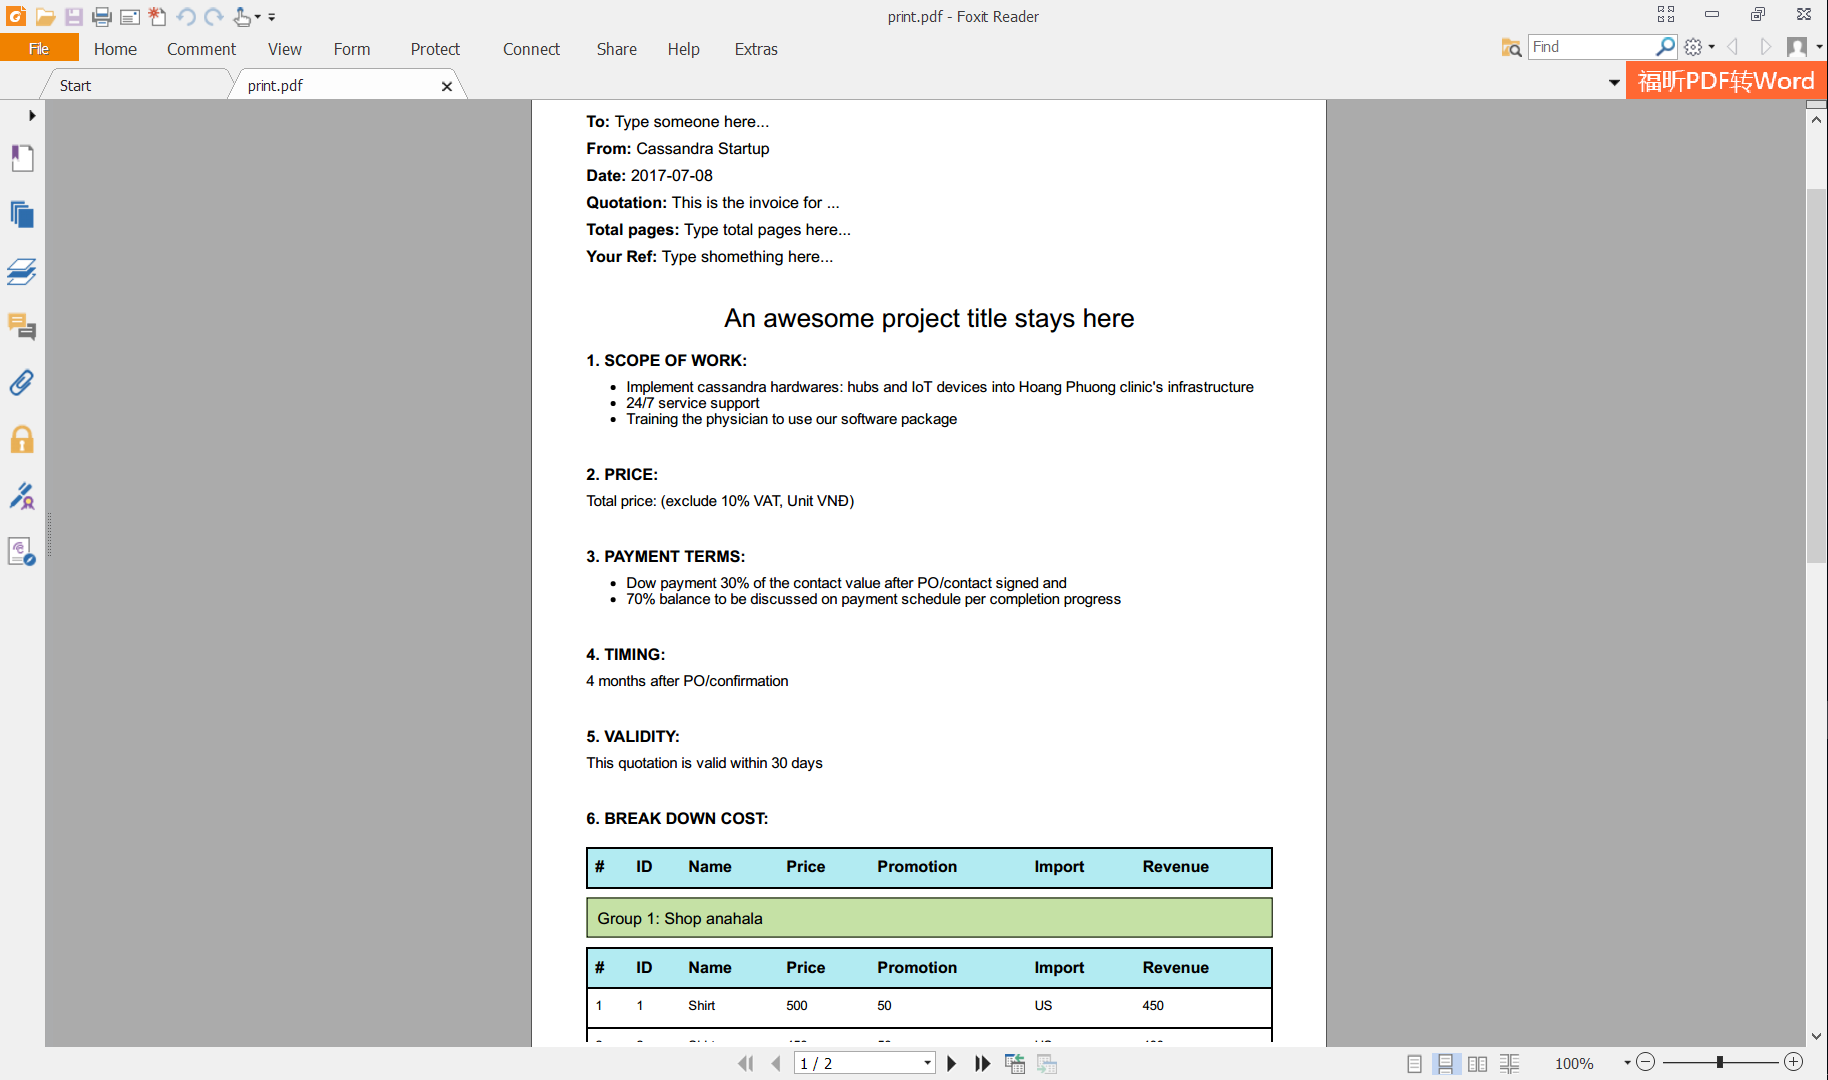 print.pdf - Foxit Reader
File Home Comment View Form Protect Connect Share Help Extras
Find
Start print.pdf
福昕PDF转Word
To: Type someone here...
From: Cassandra Startup
Date: 2017-07-08
Quotation: This is the invoice for ...
Total pages: Type total pages here...
Your Ref: Type shomething here...
An awesome project title stays here
1. SCOPE OF WORK:
• Implement cassandra hardwares: hubs and IoT devices into Hoang Phuong clinic's infrastructure
• 24/7 service support
• Training the physician to use our software package
2. PRICE:
Total price: (exclude 10% VAT, Unit VNĐ)
3. PAYMENT TERMS:
• Dow payment 30% of the contact value after PO/contact signed and
• 70% balance to be discussed on payment schedule per completion progress
4. TIMING:
4 months after PO/confirmation
5. VALIDITY:
This quotation is valid within 30 days
6. BREAK DOWN COST:
# ID Name Price Promotion Import Revenue
Group 1: Shop anahala
# ID Name Price Promotion Import Revenue
1 1 Shirt 500 50 US 450
1 / 2
100%